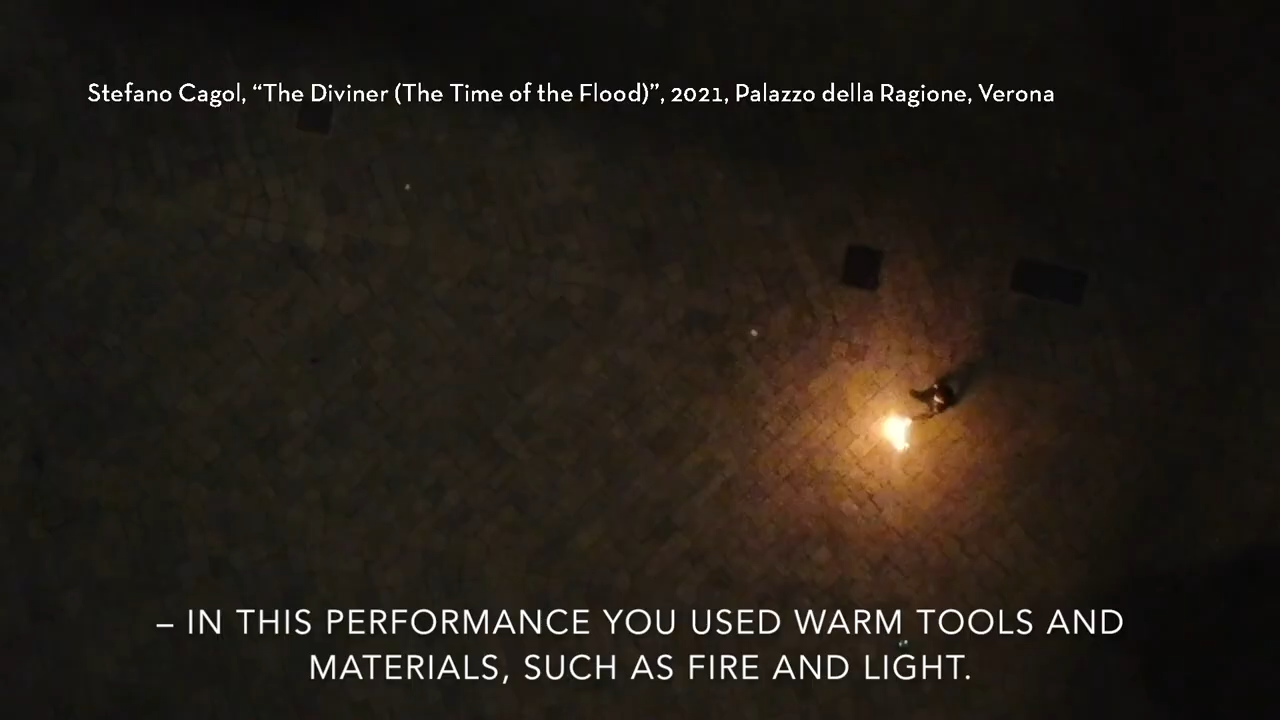 Stefano Cagol, “The Diviner (The Time of the Flood)”, 2021, Palazzo della Ragione, Verona
– IN THIS PERFORMANCE YOU USED WARM TOOLS AND
MATERIALS, SUCH AS FIRE AND LIGHT.